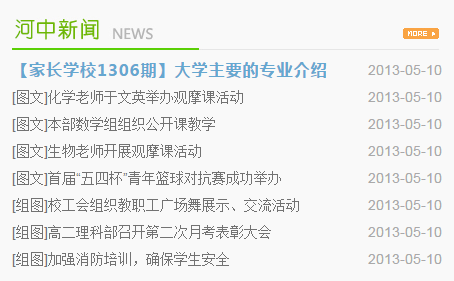 河中新闻 NEWS MORE
【家长学校1306期】大学主要的专业介绍 2013-05-10
[图文]化学老师于文英举办观摩课活动 2013-05-10
[图文]本部数学组组织公开课教学 2013-05-10
[图文]生物老师开展观摩课活动 2013-05-10
[图文]首届“五四杯”青年篮球对抗赛成功举办 2013-05-10
[组图]校工会组织教职工广场舞展示、交流活动 2013-05-10
[组图]高二理科部召开第二次月考表彰大会 2013-05-10
[组图]加强消防培训，确保学生安全 2013-05-10